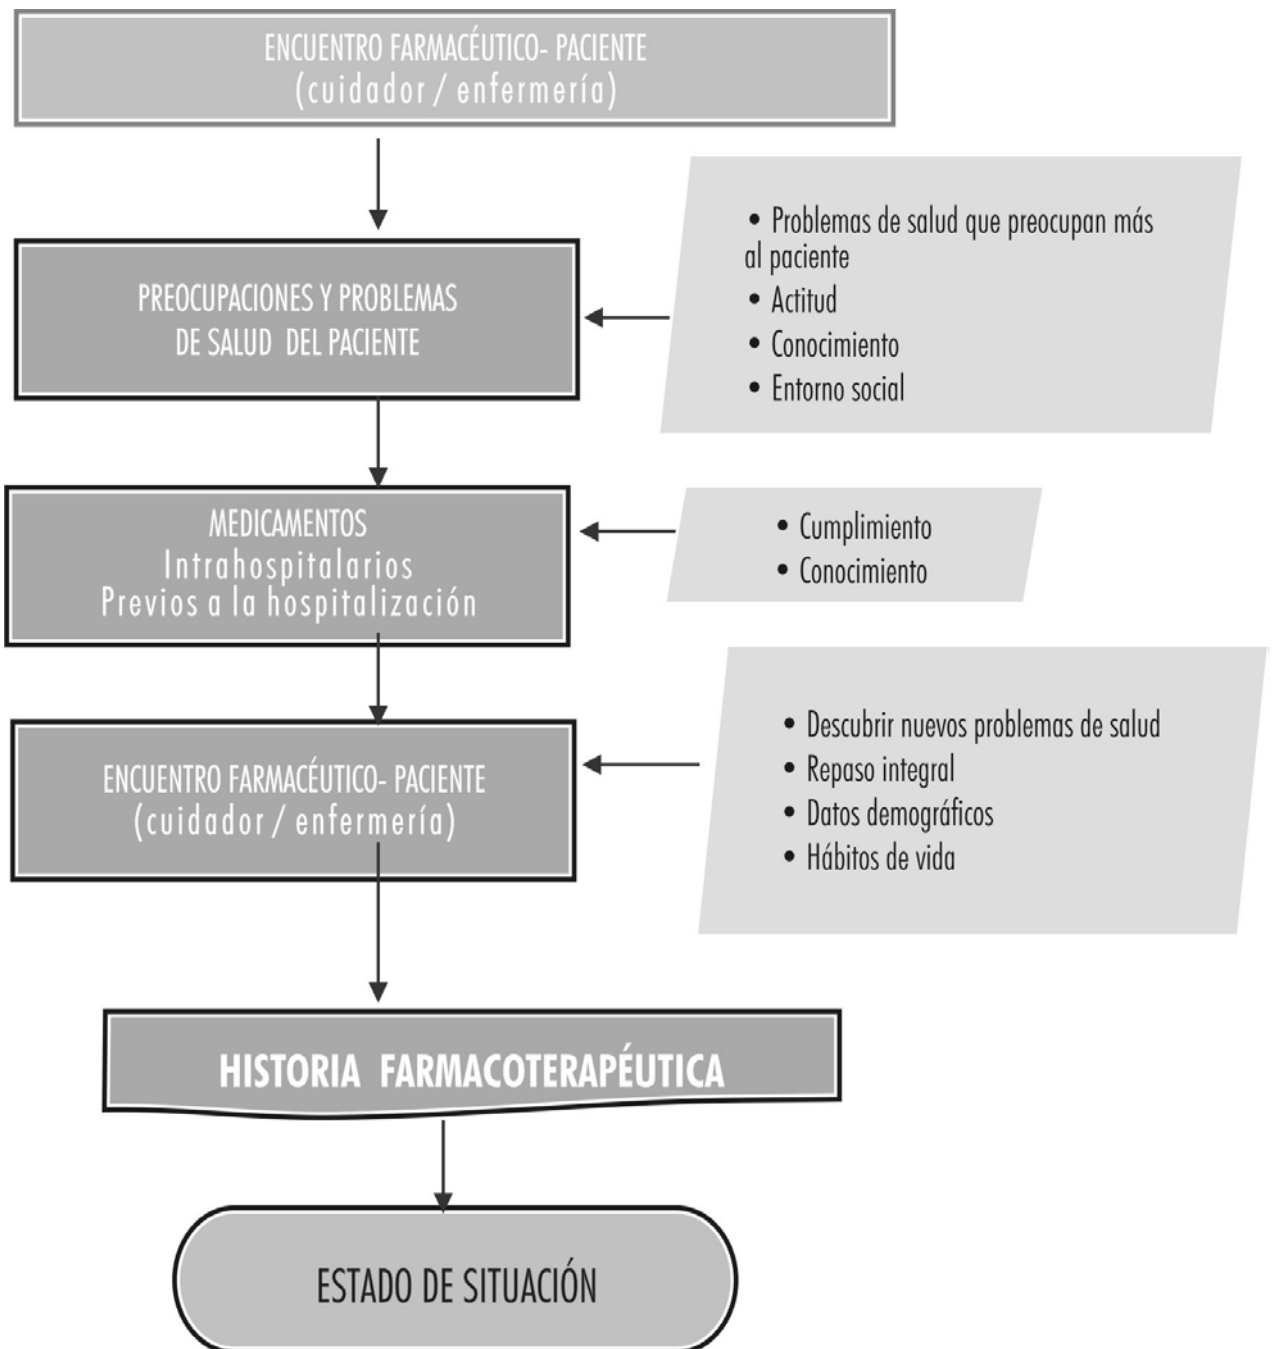 ENCUENTRO FARMACÉUTICO- PACIENTE
(cuidador / enfermería)
• Problemas de salud que preocupan más
al paciente
• Actitud
• Conocimiento
• Entorno social
PREOCUPACIONES Y PROBLEMAS
DE SALUD DEL PACIENTE
MEDICAMENTOS
Intrahospitalarios
Previos a la hospitalización
• Cumplimiento
• Conocimiento
ENCUENTRO FARMACÉUTICO- PACIENTE
(cuidador / enfermería)
• Descubrir nuevos problemas de salud
• Repaso integral
• Datos demográficos
• Hábitos de vida
HISTORIA FARMACOTERAPÉUTICA
ESTADO DE SITUACIÓN